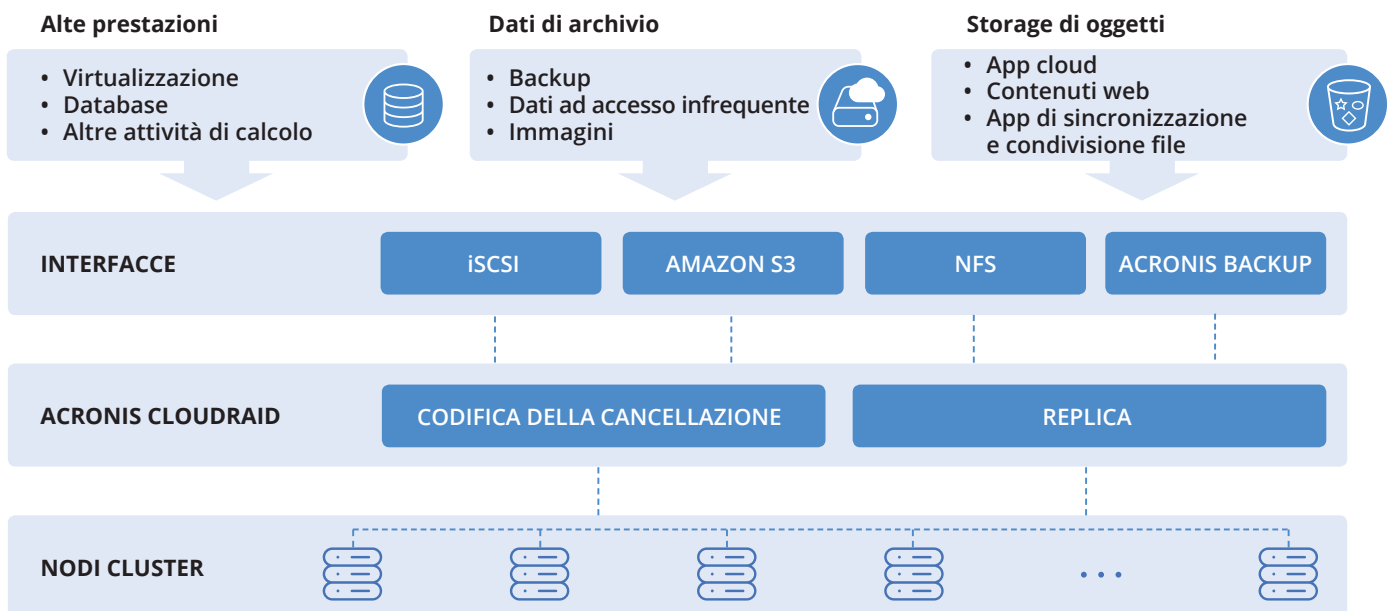 Alte prestazioni
• Virtualizzazione
• Database
• Altre attività di calcolo
Dati di archivio
• Backup
• Dati ad accesso infrequente
• Immagini
Storage di oggetti
• App cloud
• Contenuti web
• App di sincronizzazione
e condivisione file
INTERFACCE
iSCSI
AMAZON S3
NFS
ACRONIS BACKUP
ACRONIS CLOUDRAID
CODIFICA DELLA CANCELLAZIONE
REPLICA
NODI CLUSTER
...